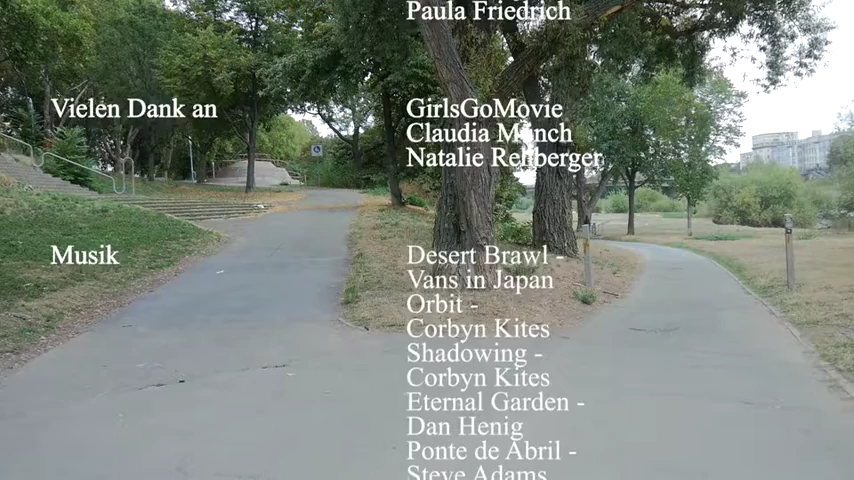 Paula Friedrich
Vielen Dank an
GirlsGoMovie
Claudia Münch
Natalie Rehberger
Musik
Desert Brawl -
Vans in Japan
Orbit -
Corbyn Kites
Shadowing -
Corbyn Kites
Eternal Garden -
Dan Henig
Ponte de Abril -
Steve Adams